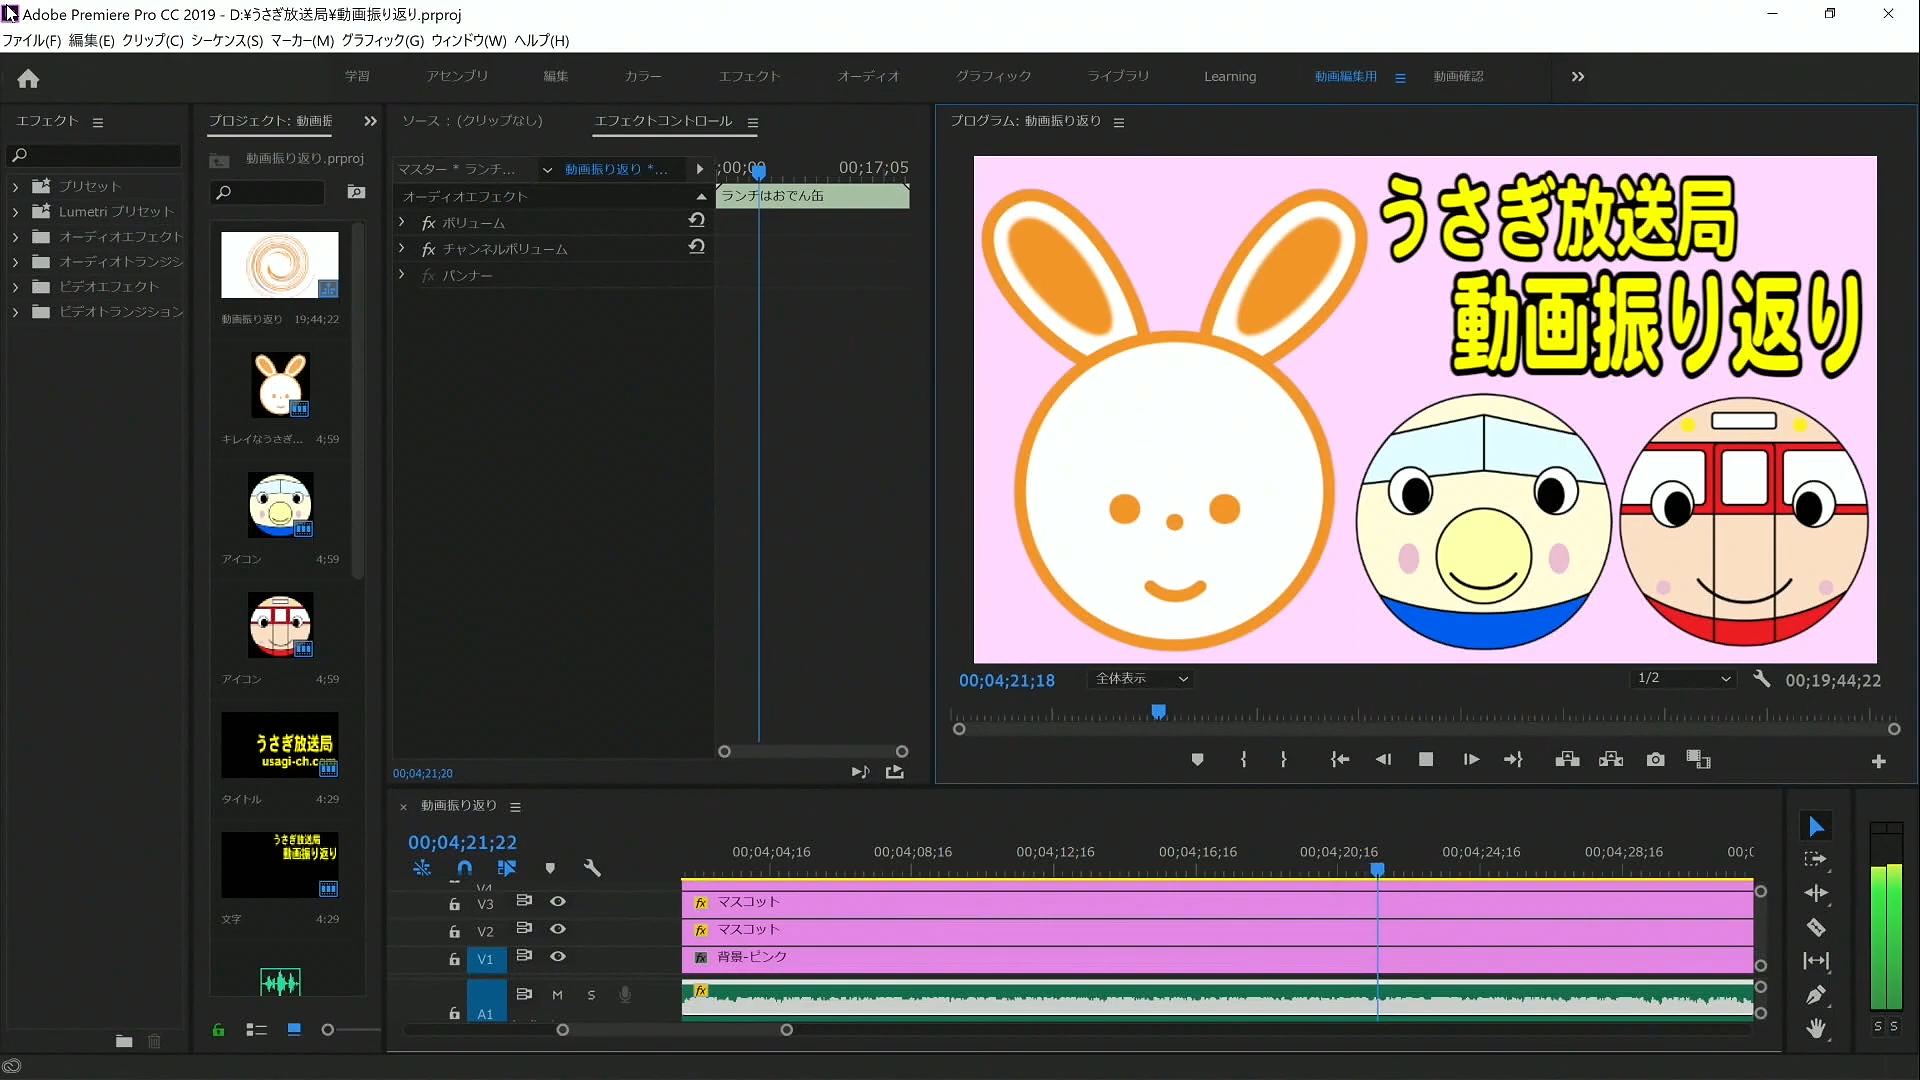 Adobe Premiere Pro CC 2019 - D:¥うさぎ放送局¥動画振り返り.prproj
ファイル(F) 編集(E) クリップ(C) シーケンス(S) マーカー(M) グラフィック(G) ウィンドウ(W) ヘルプ(H)
学習 アセンブリ 編集 カラー エフェクト オーディオ グラフィック ライブラリ Learning 動画編集用 動画確認
エフェクト
プリセット
Lumetri プリセット
オーディオエフェクト
オーディオトランジシ
ビデオエフェクト
ビデオトランジション
プロジェクト: 動画振
動画振り返り.prproj
動画振り返り 19;44;22
キレイなうさぎ... 4;59
アイコン 4;59
アイコン 4;59
うさぎ放送局
タイトル 4;29
うさぎ放送局
動画振り返り
文字 4;29
ソース : (クリップなし) エフェクトコントロール
マスター * ランチ... 動画振り返り *... ;00;00 00;17;05
オーディオエフェクト ランチはおでん缶
fx ボリューム
fx チャンネルボリューム
fx パンナー
00;04;21;20
プログラム: 動画振り返り
うさぎ放送局
動画振り返り
00;04;21;18 全体表示 1/2 00;19;44;22
動画振り返り
00;04;21;22
00;04;04;16 00;04;08;16 00;04;12;16 00;04;16;16 00;04;20;16 00;04;24;16 00;04;28;16
V3 fx マスコット
V2 fx マスコット
V1 fx 背景-ピンク
A1 M S fx
S S